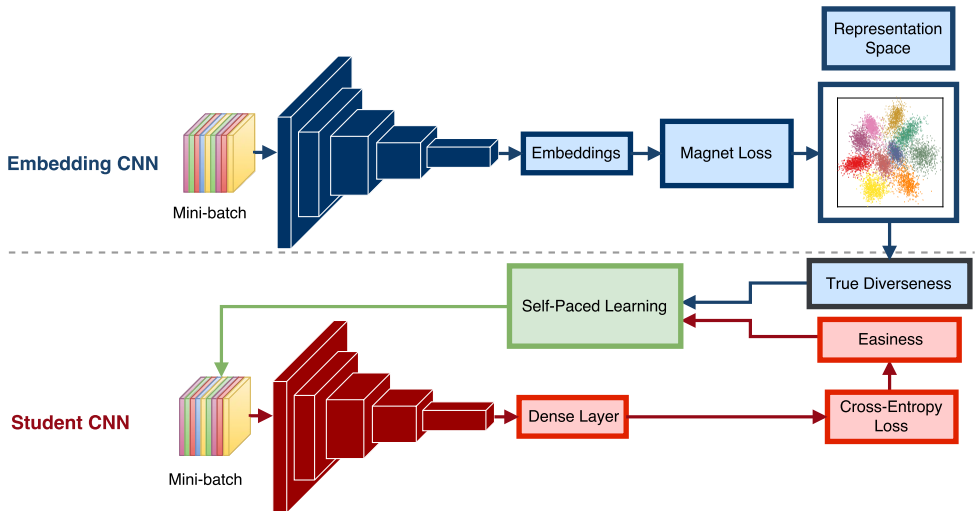 Representation
Space
Embedding CNN
Mini-batch
Embeddings
Magnet Loss
True Diverseness
Self-Paced Learning
Easiness
Student CNN
Mini-batch
Dense Layer
Cross-Entropy
Loss